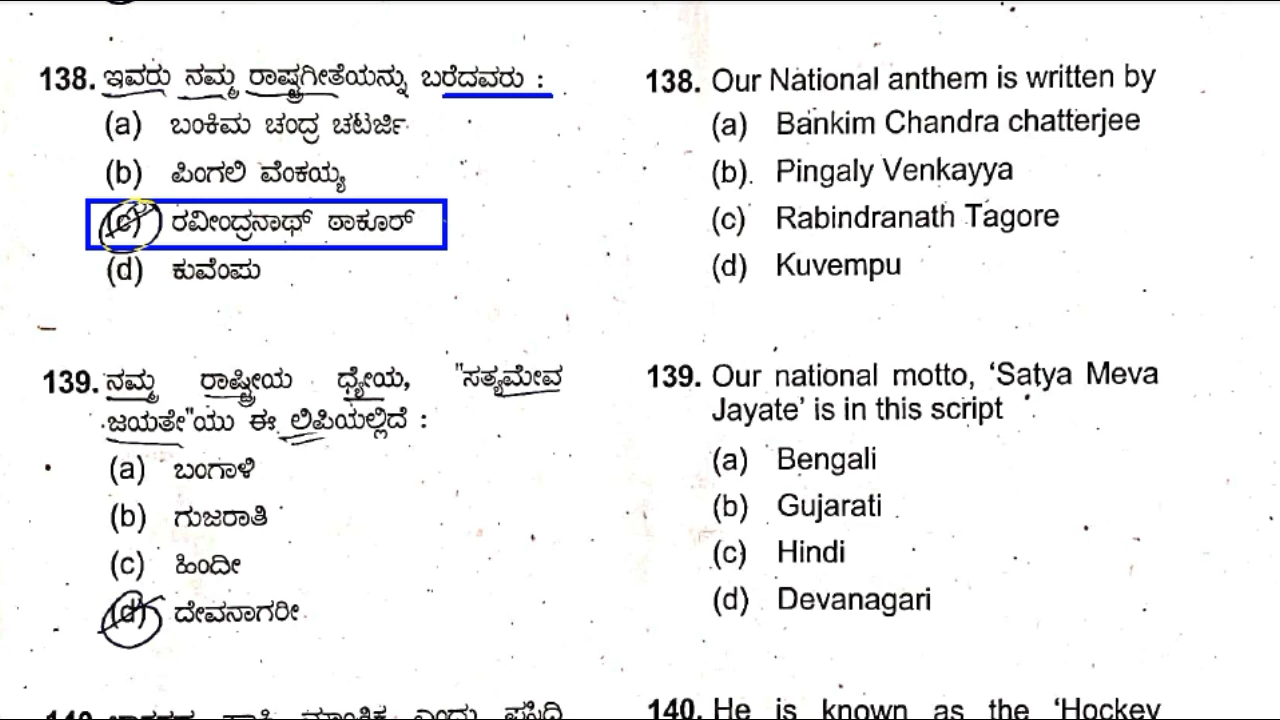 138. ಇವರು ನಮ್ಮ ರಾಷ್ಟ್ರಗೀತೆಯನ್ನು ಬರೆದವರು :
(a) ಬಂಕಿಮ ಚಂದ್ರ ಚಟರ್ಜಿ
(b) ಪಿಂಗಲಿ ವೆಂಕಯ್ಯ
(c) ರವೀಂದ್ರನಾಥ್ ಠಾಕೂರ್
(d) ಕುವೆಂಪು
139. ನಮ್ಮ ರಾಷ್ಟ್ರೀಯ ಧ್ಯೇಯ, "ಸತ್ಯಮೇವ
ಜಯತೇ"ಯು ಈ ಲಿಪಿಯಲ್ಲಿದೆ :
(a) ಬಂಗಾಳಿ
(b) ಗುಜರಾತಿ
(c) ಹಿಂದೀ
(d) ದೇವನಾಗರೀ
138. Our National anthem is written by
(a) Bankim Chandra chatterjee
(b). Pingaly Venkayya
(c) Rabindranath Tagore
(d) Kuvempu
139. Our national motto, ‘Satya Meva
Jayate’ is in this script
(a) Bengali
(b) Gujarati
(c) Hindi
(d) Devanagari
140. He is known as the ‘Hockey